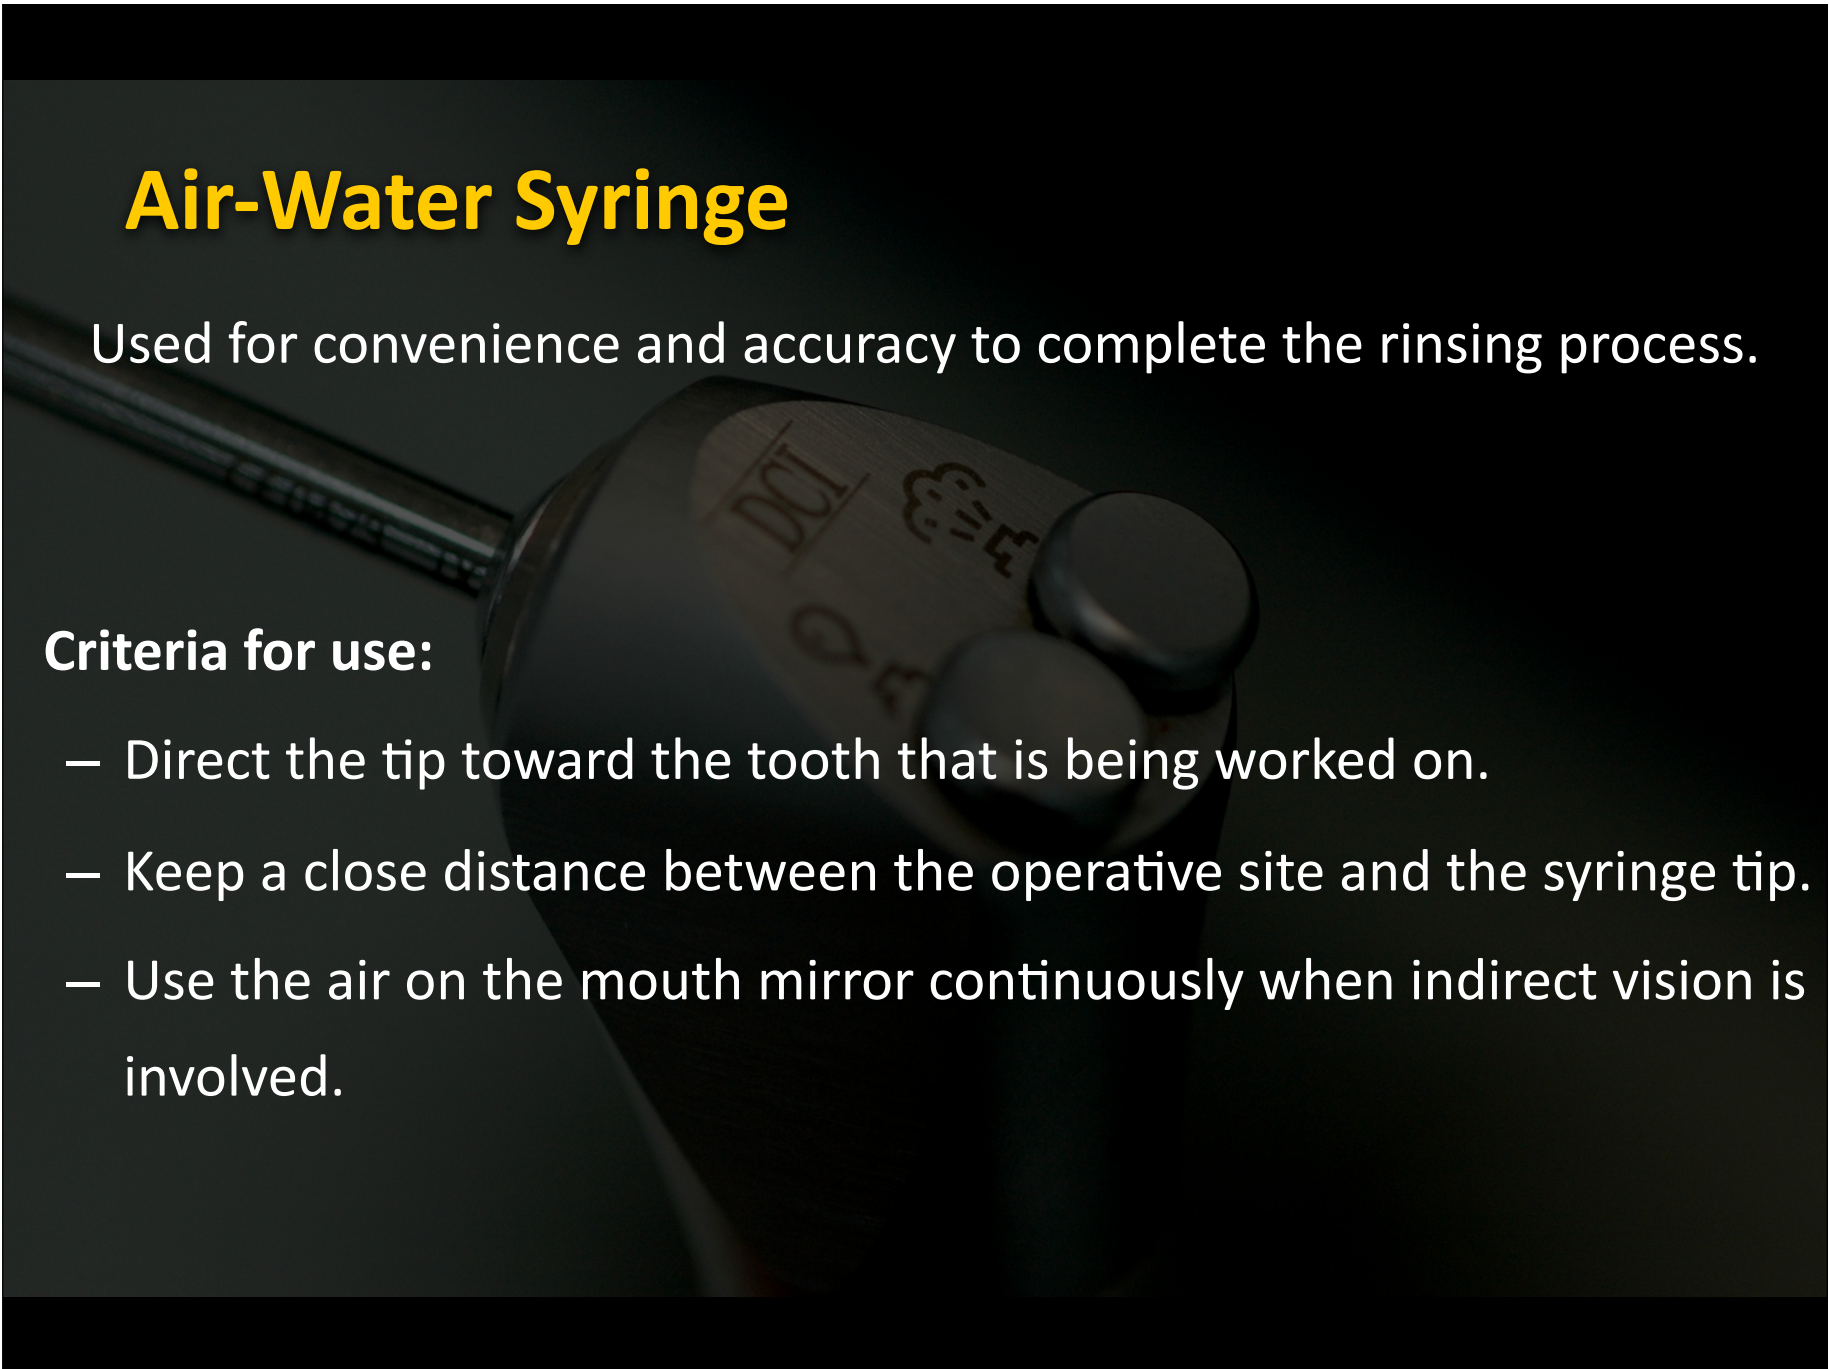 Air-Water Syringe
Used for convenience and accuracy to complete the rinsing process.
DCI
Criteria for use:
– Direct the tip toward the tooth that is being worked on.
– Keep a close distance between the operative site and the syringe tip.
– Use the air on the mouth mirror continuously when indirect vision is
involved.